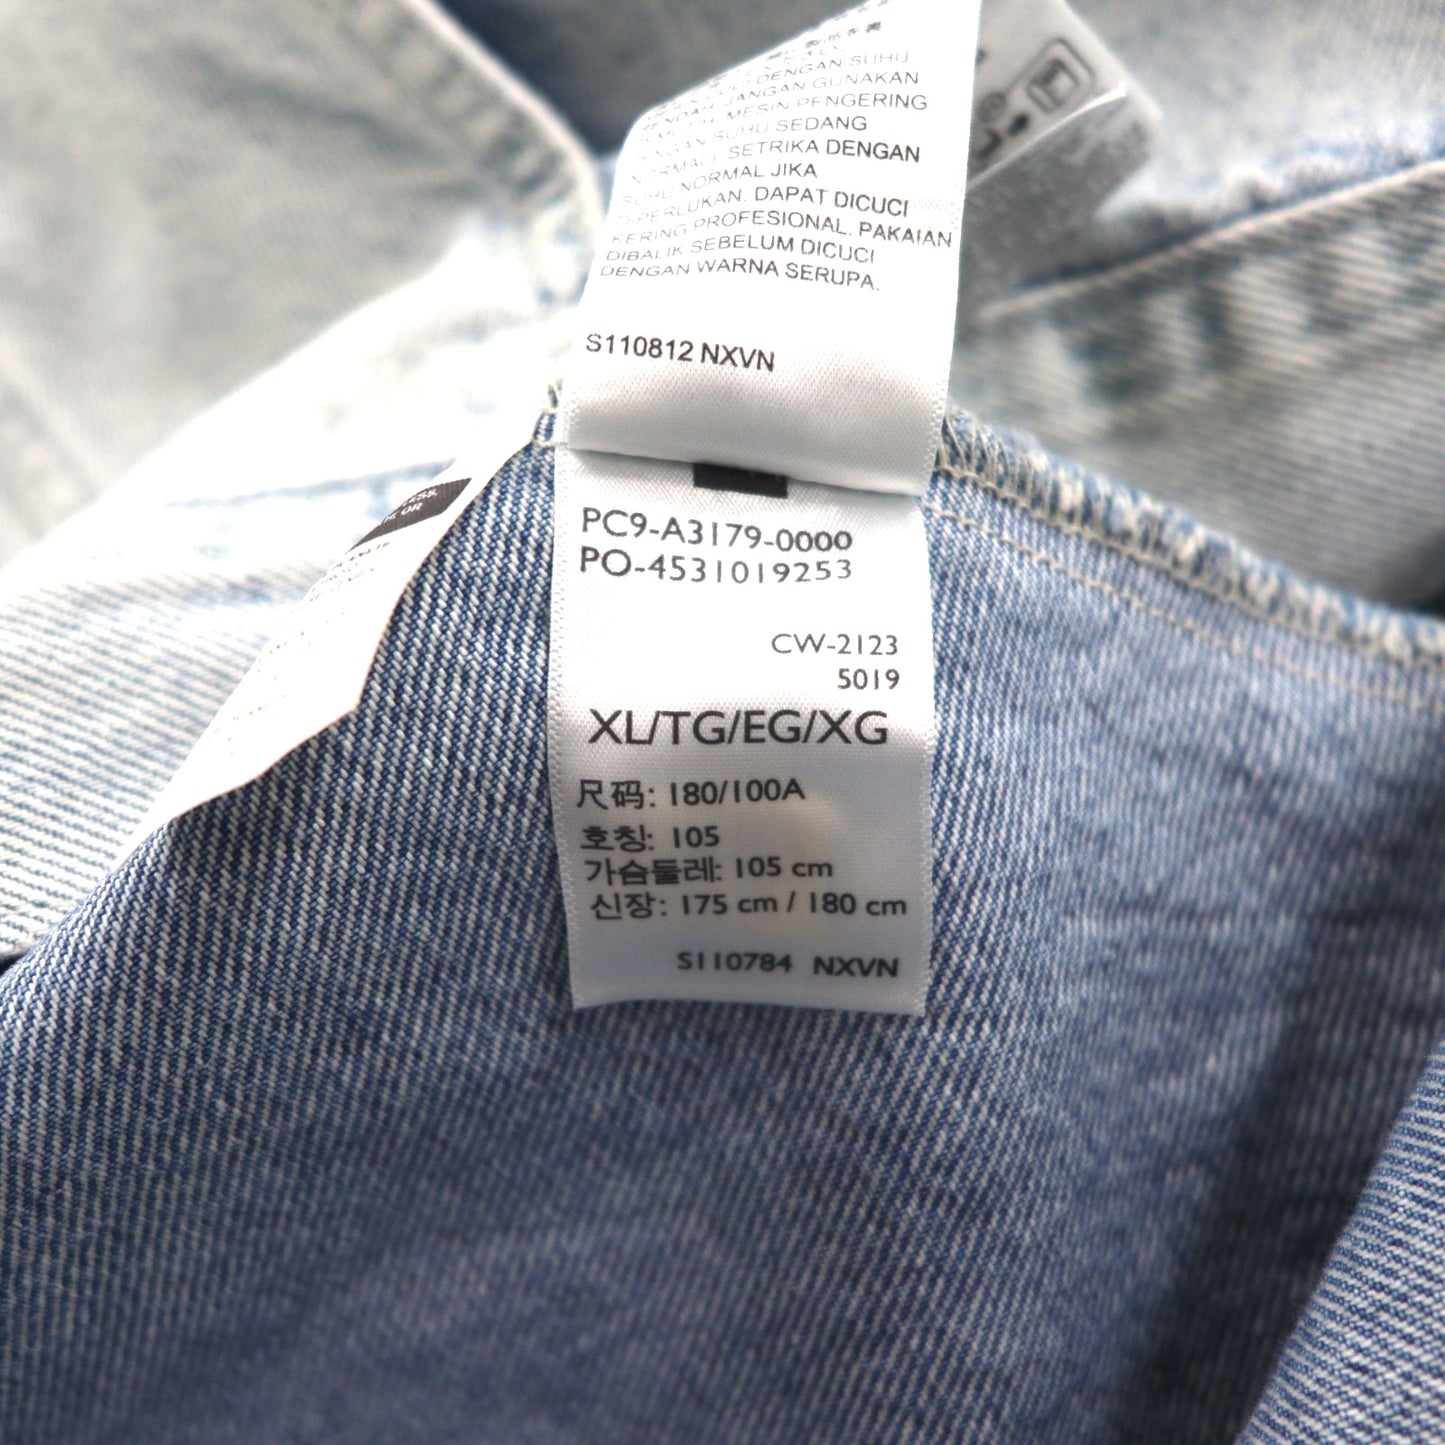 DENGAN SUHU
RENDAH. JANGAN GUNAKAN
MESIN PENGERING
DENGAN SUHU SEDANG
SETRIKA DENGAN
SUHU NORMAL JIKA
DIPERLUKAN. DAPAT DICUCI
KERING PROFESIONAL. PAKAIAN
DIBALIK SEBELUM DICUCI
DENGAN WARNA SERUPA.
S110812 NXVN
PC9-A3179-0000
PO-4531019253
CW-2123
5019
XL/TG/EG/XG
尺码: 180/100A
호칭: 105
가슴둘레: 105 cm
신장: 175 cm / 180 cm
S110784 NXVN